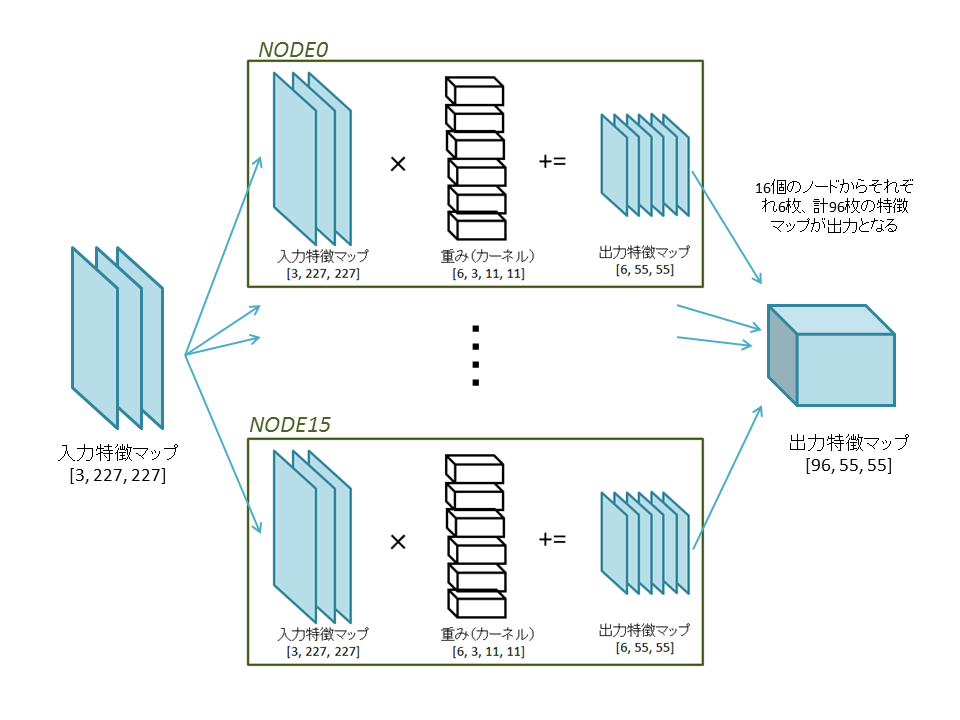 NODE0
×
+=
入力特徴マップ
[3, 227, 227]
重み(カーネル)
[6, 3, 11, 11]
出力特徴マップ
[6, 55, 55]
16個のノードからそれぞ
れ6枚、計96枚の特徴
マップが出力となる
入力特徴マップ
[3, 227, 227]
出力特徴マップ
[96, 55, 55]
NODE15
×
+=
入力特徴マップ
[3, 227, 227]
重み(カーネル)
[6, 3, 11, 11]
出力特徴マップ
[6, 55, 55]